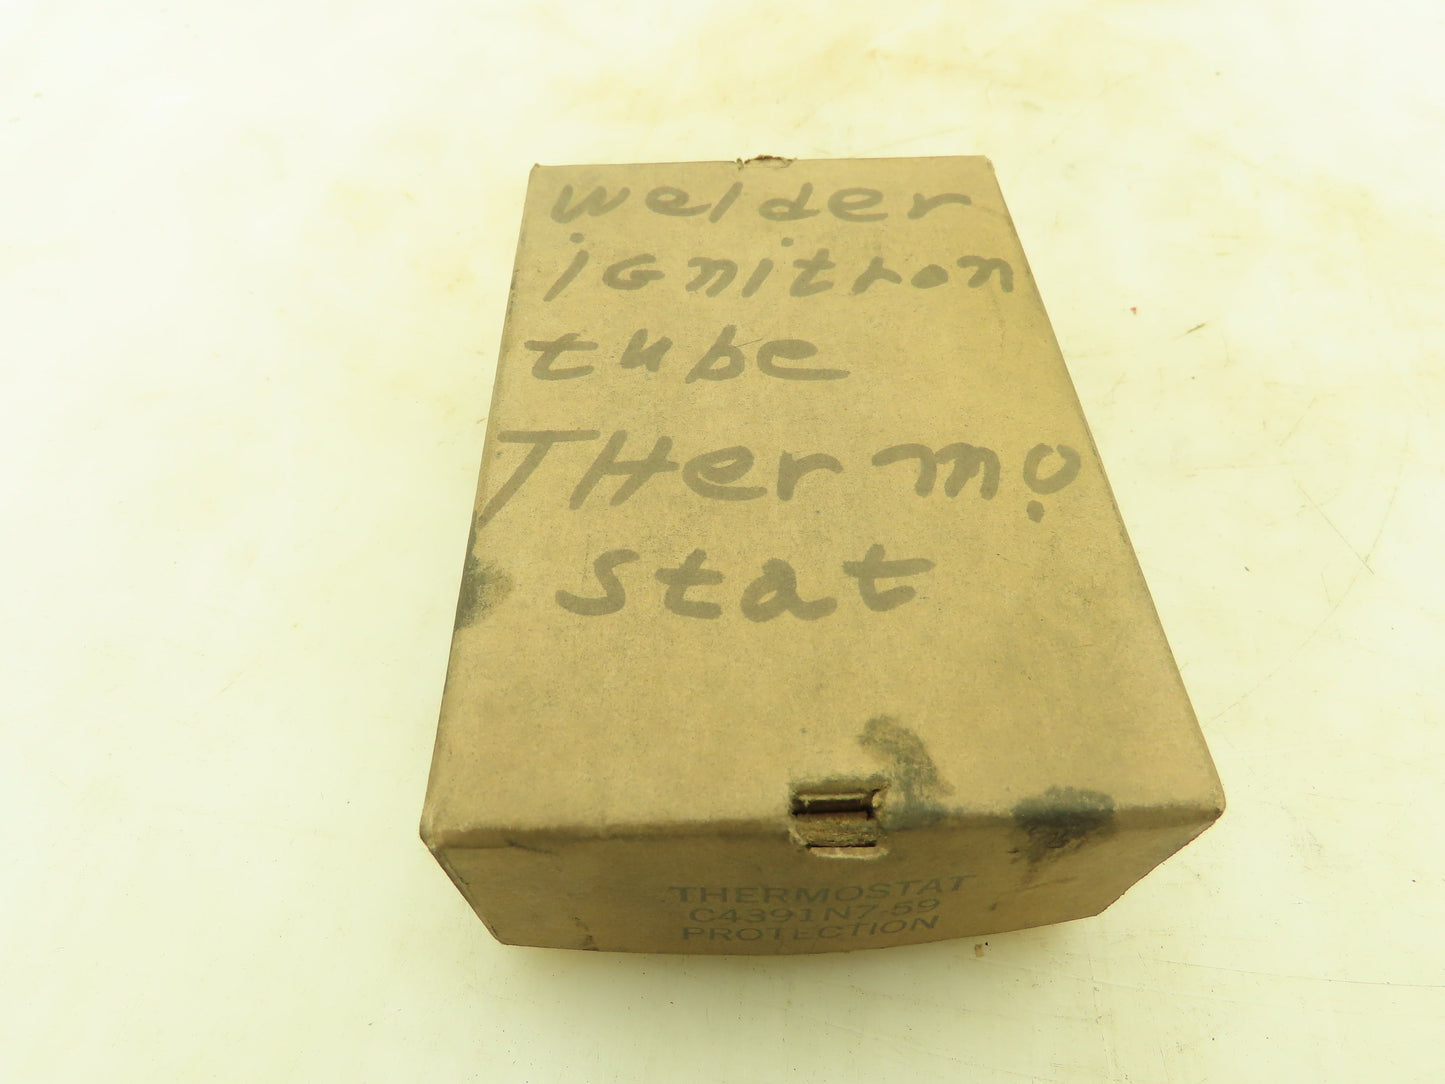 welder
ignitron
tube
THermo
stat
THERMOSTAT
C4391N7-59
PROTECTION